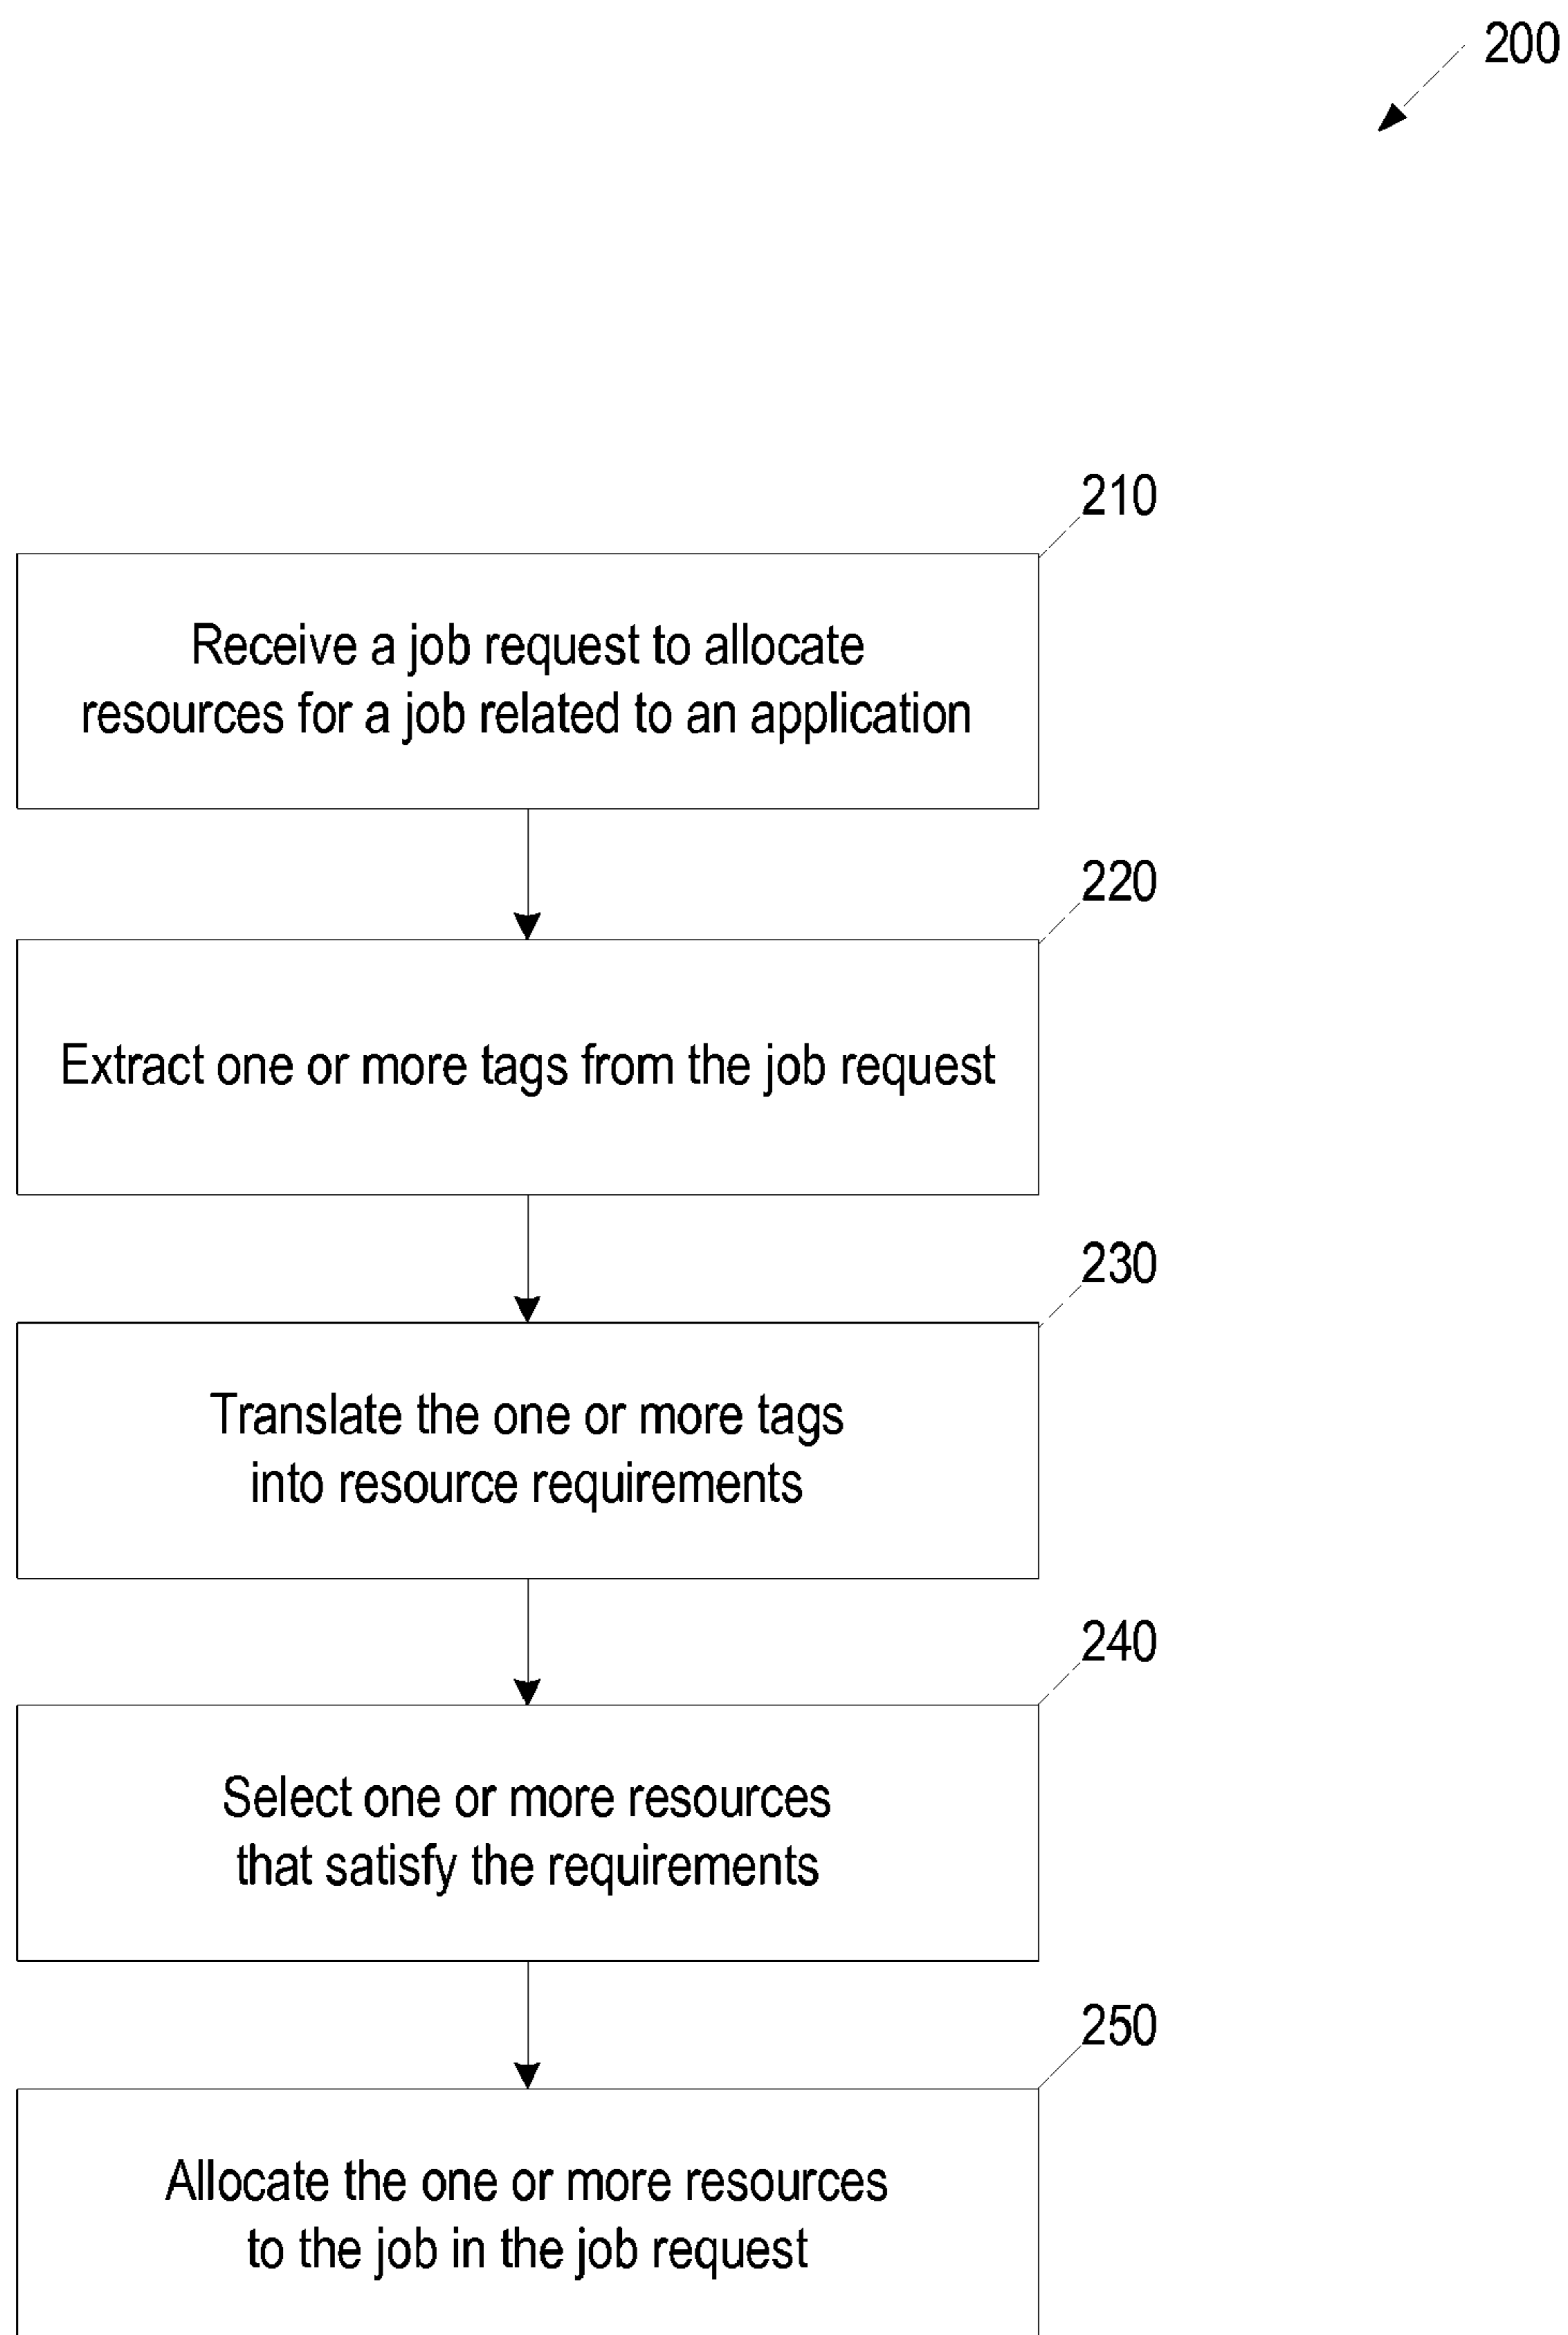 200
210
Receive a job request to allocate
resources for a job related to an application
220
Extract one or more tags from the job request
230
Translate the one or more tags
into resource requirements
240
Select one or more resources
that satisfy the requirements
250
Allocate the one or more resources
to the job in the job request